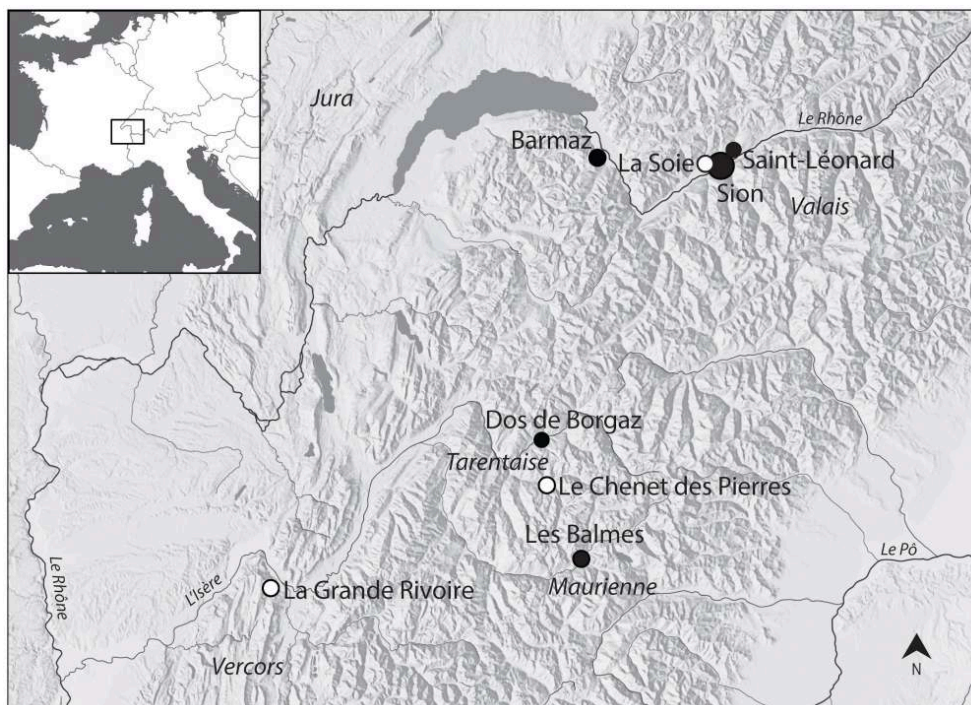 Jura
Le Rhône
Barmaz
La Soie
Saint-Léonard
Sion
Valais
Dos de Borgaz
Tarentaise
Le Chenet des Pierres
Les Balmes
Le Pô
Le Rhône
L'Isère
La Grande Rivoire
Maurienne
Vercors
N